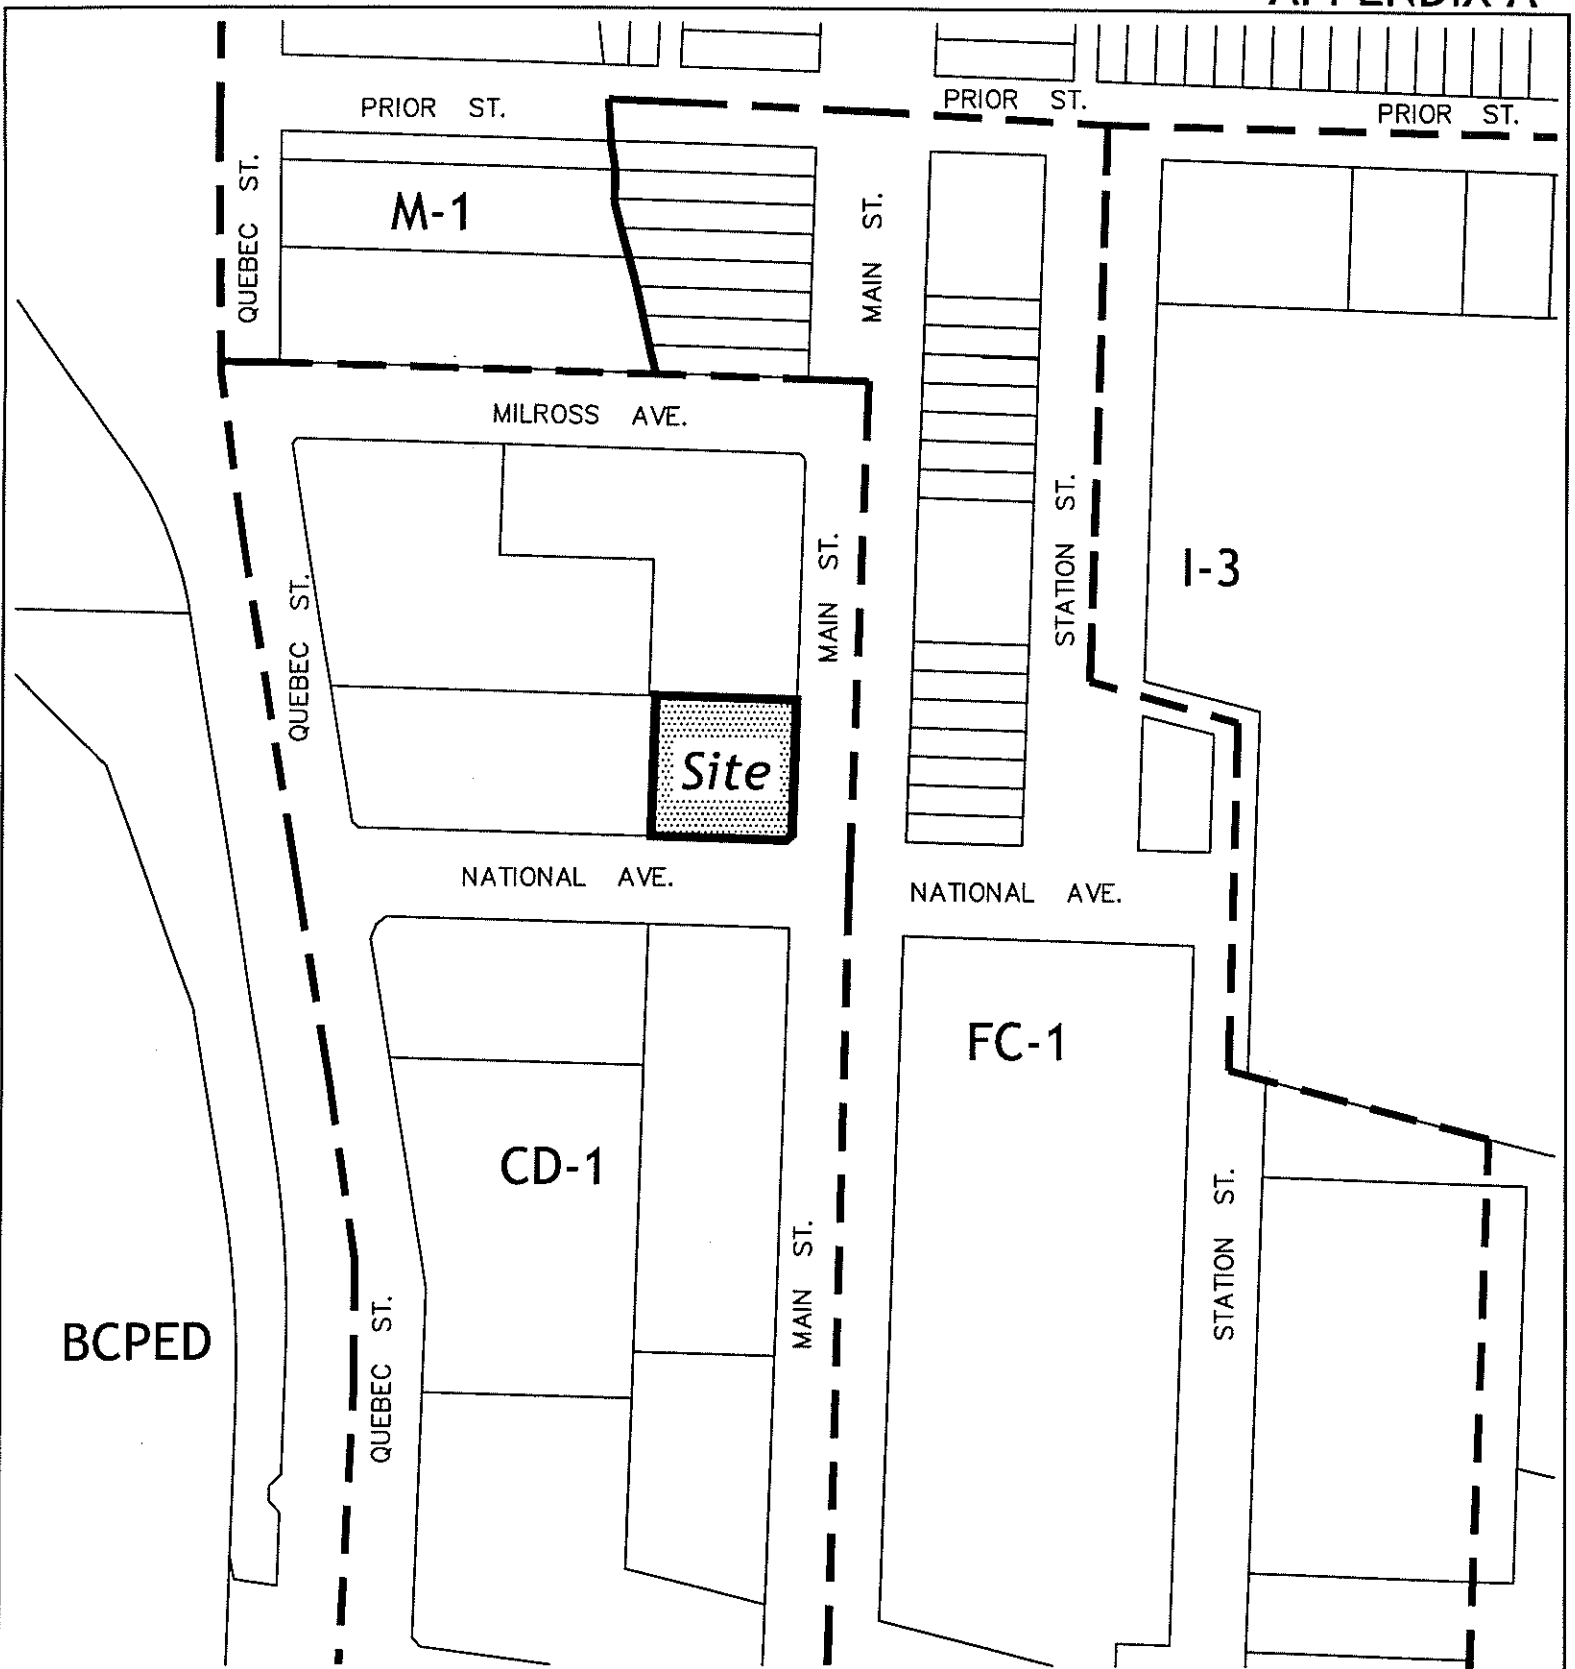 APPENDIX A
PRIOR ST.
PRIOR ST.
PRIOR ST.
QUEBEC ST.
M-1
MAIN ST.
MILROSS AVE.
STATION ST.
MAIN ST.
I-3
QUEBEC ST.
Site
NATIONAL AVE.
NATIONAL AVE.
FC-1
CD-1
STATION ST.
MAIN ST.
BCPED
QUEBEC ST.